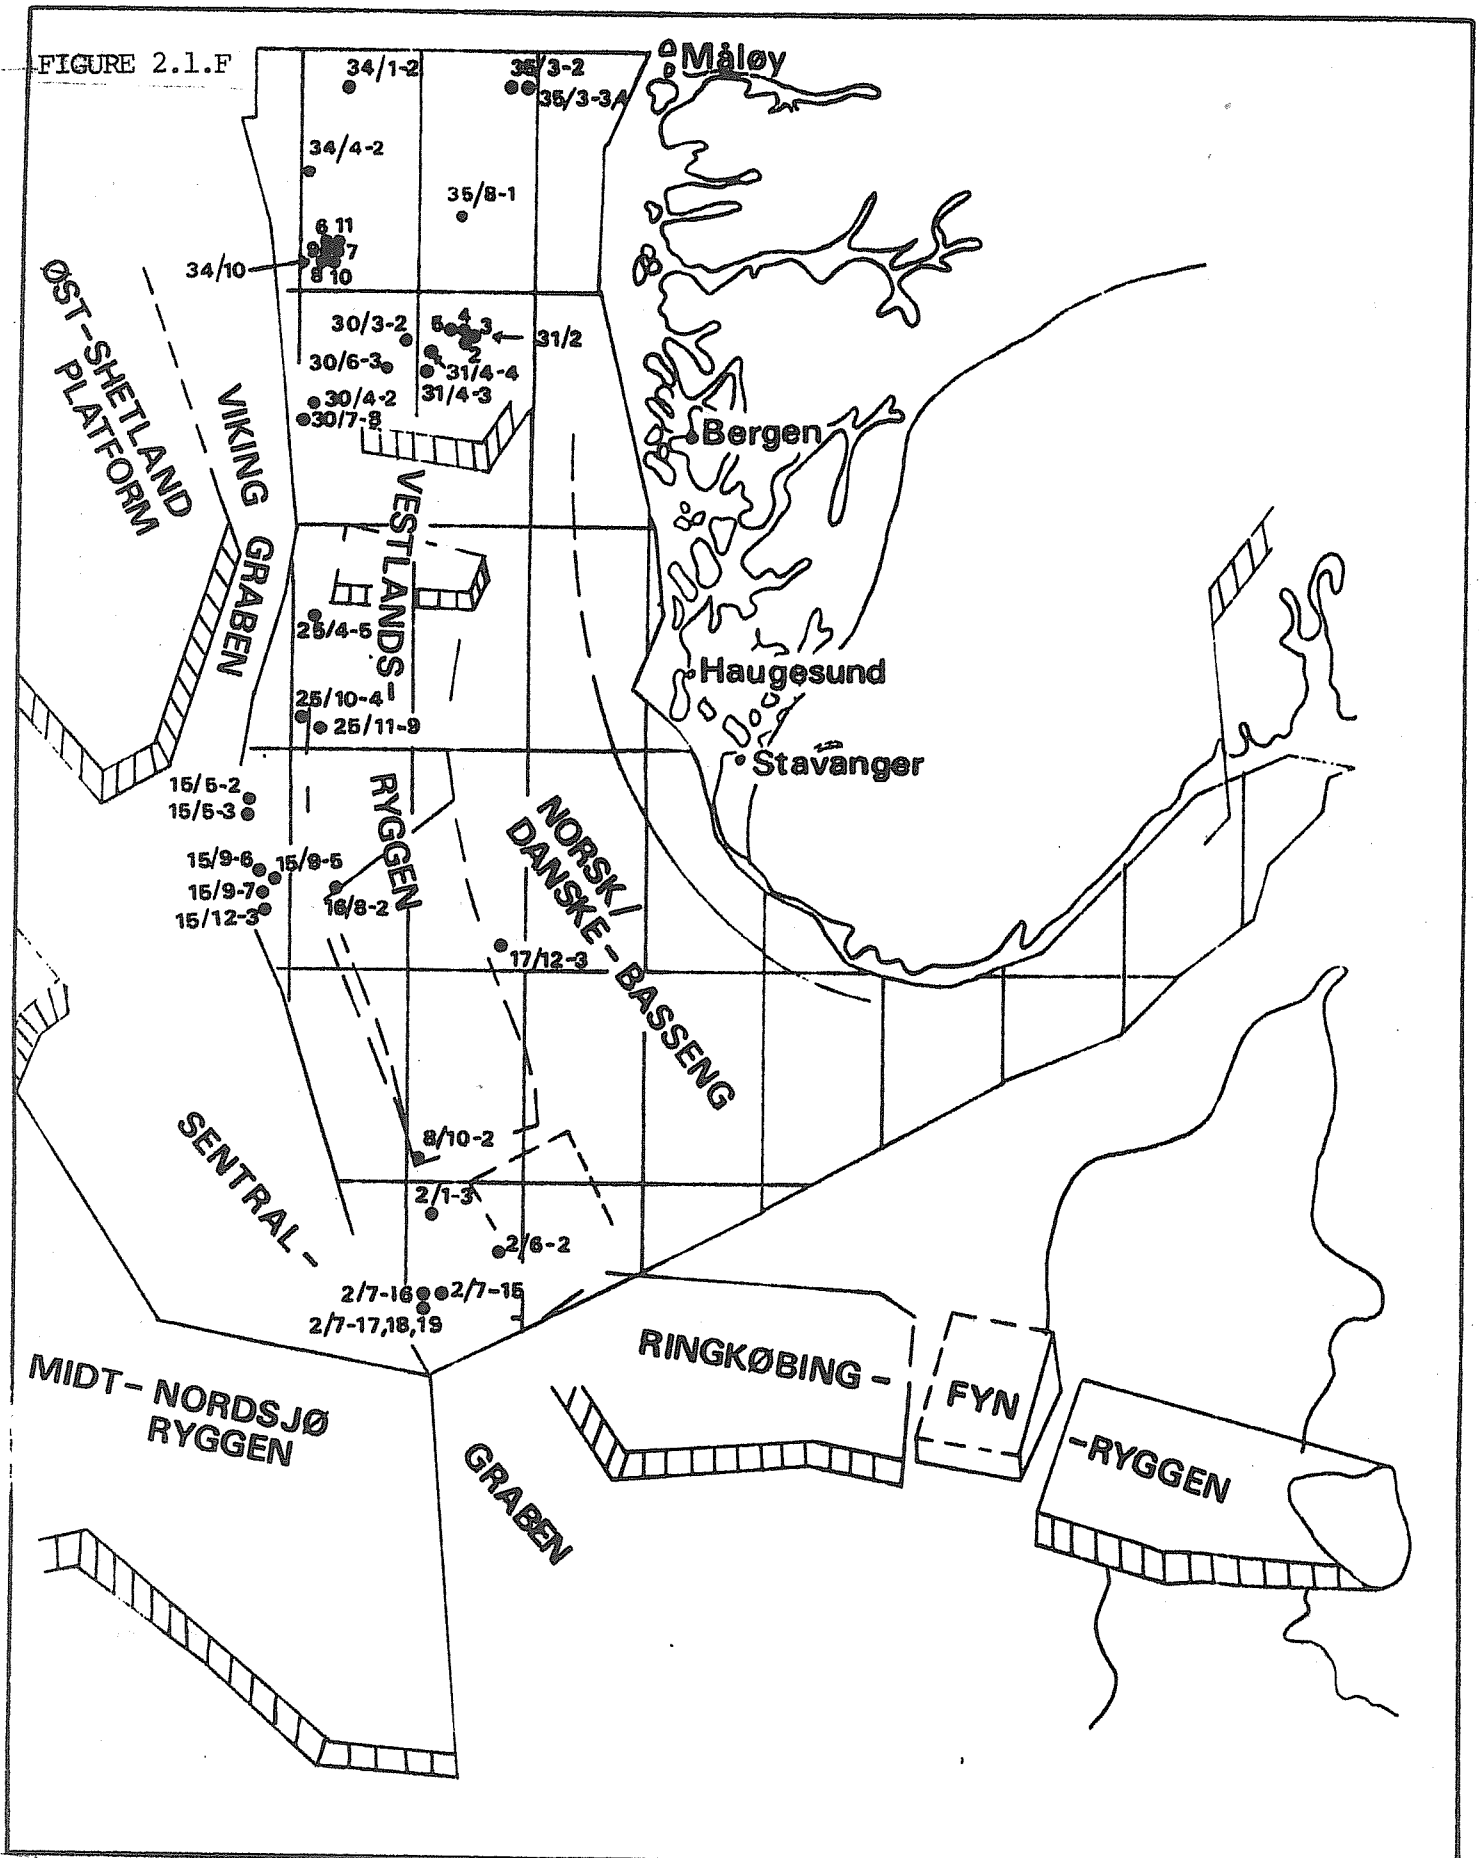 FIGURE 2.1.F
Måløy
34/1-2
35/3-2
35/3-3A
34/4-2
35/8-1
6 11
9 7
8 10
34/10
ØST-SHETLAND
PLATFORM
VIKING
GRABEN
30/3-2
5 4 3
2
31/2
30/6-3
31/4-4
31/4-3
30/4-2
30/7-8
Bergen
VESTLANDS-
RYGGEN
25/4-5
Haugesund
25/10-4
25/11-9
Stavanger
15/5-2
15/5-3
NORSK/
DANSKE-BASSENG
15/9-6
15/9-5
15/9-7
15/12-3
16/8-2
17/12-3
SENTRAL-
GRABEN
8/10-2
2/1-3
2/6-2
2/7-16
2/7-15
2/7-17,18,19
MIDT-NORDSJØ
RYGGEN
RINGKØBING-
FYN
-RYGGEN